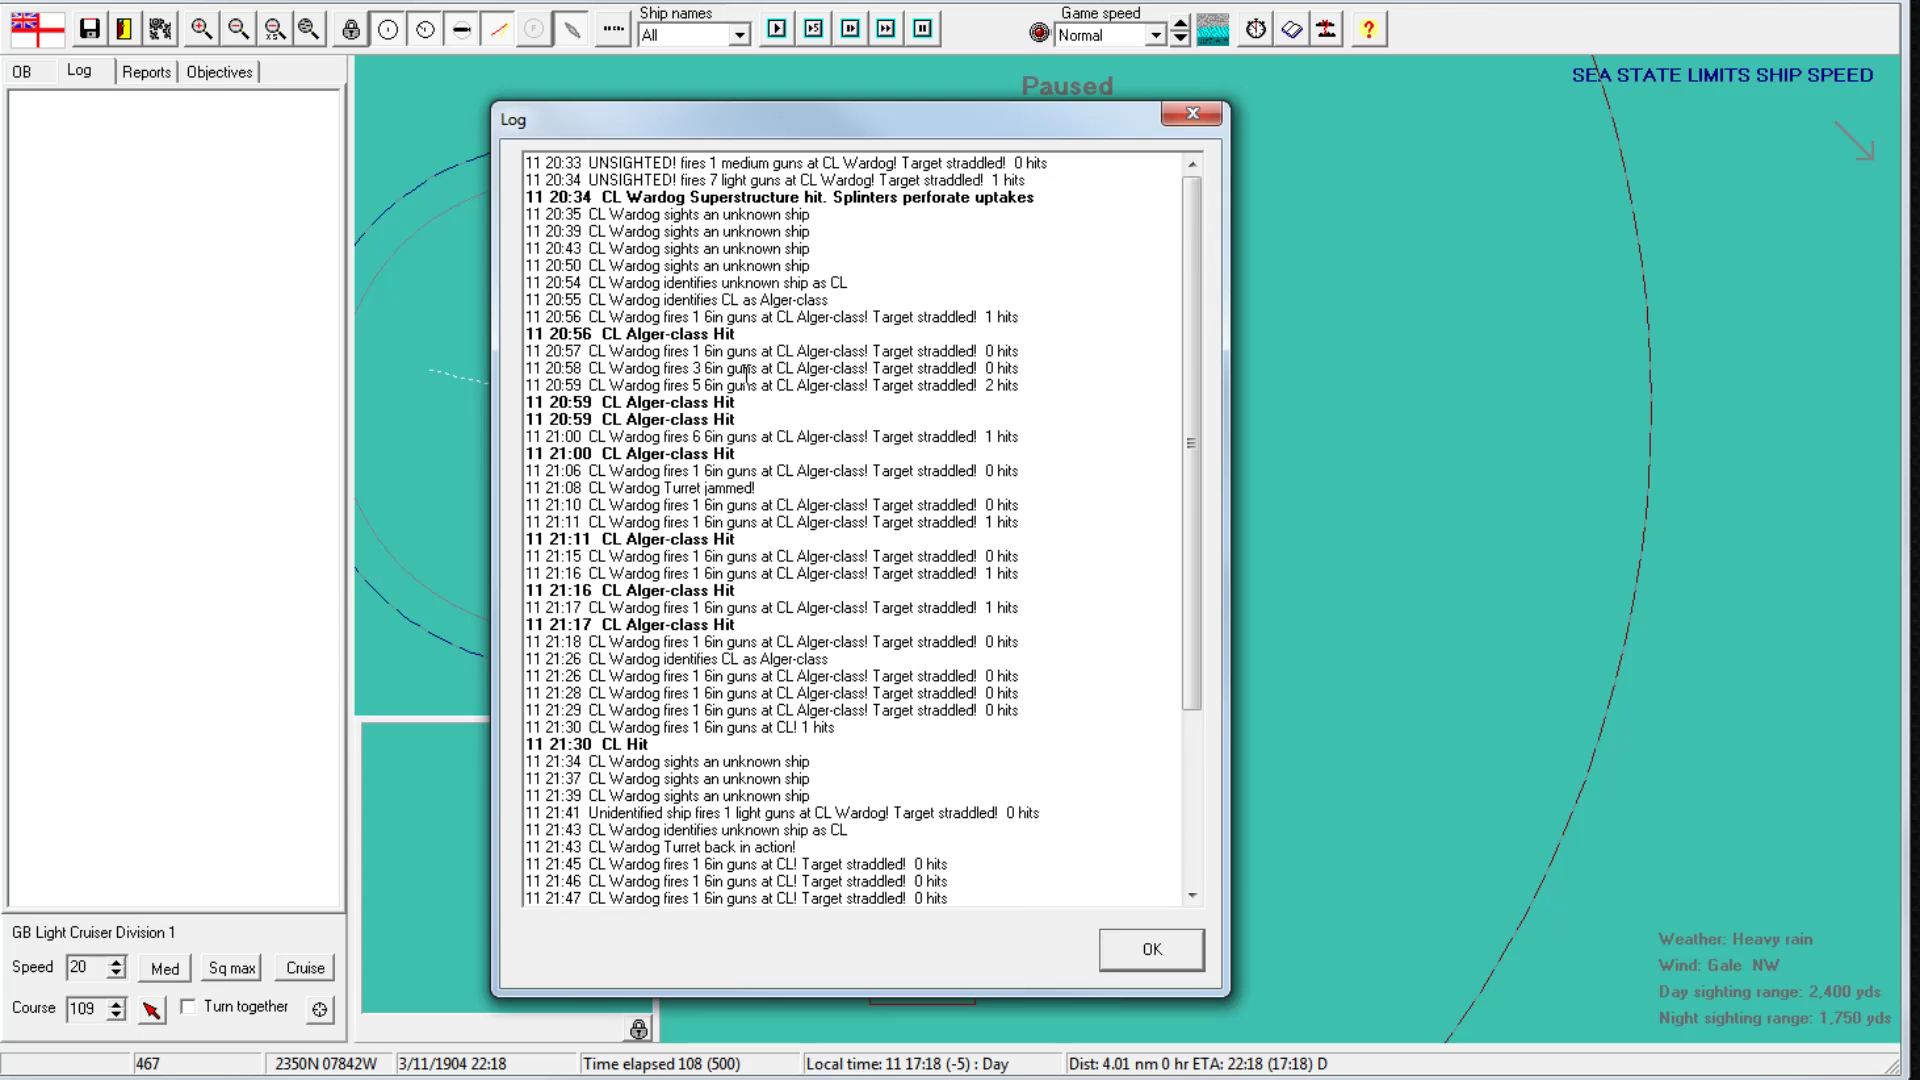 Ship names
All
Game speed
Normal
OB
Log
Reports
Objectives
SEA STATE LIMITS SHIP SPEED
Paused
Log
11 20:33 UNSIGHTED! fires 1 medium guns at CL Wardog! Target straddled! 0 hits
11 20:34 UNSIGHTED! fires 7 light guns at CL Wardog! Target straddled! 1 hits
11 20:34 CL Wardog Superstructure hit. Splinters perforate uptakes
11 20:35 CL Wardog sights an unknown ship
11 20:39 CL Wardog sights an unknown ship
11 20:43 CL Wardog sights an unknown ship
11 20:50 CL Wardog sights an unknown ship
11 20:54 CL Wardog identifies unknown ship as CL
11 20:55 CL Wardog identifies CL as Alger-class
11 20:56 CL Wardog fires 1 6in guns at CL Alger-class! Target straddled! 1 hits
11 20:56 CL Alger-class Hit
11 20:57 CL Wardog fires 1 6in guns at CL Alger-class! Target straddled! 0 hits
11 20:58 CL Wardog fires 3 6in guns at CL Alger-class! Target straddled! 0 hits
11 20:59 CL Wardog fires 5 6in guns at CL Alger-class! Target straddled! 2 hits
11 20:59 CL Alger-class Hit
11 20:59 CL Alger-class Hit
11 21:00 CL Wardog fires 6 6in guns at CL Alger-class! Target straddled! 1 hits
11 21:00 CL Alger-class Hit
11 21:06 CL Wardog fires 1 6in guns at CL Alger-class! Target straddled! 0 hits
11 21:08 CL Wardog Turret jammed!
11 21:10 CL Wardog fires 1 6in guns at CL Alger-class! Target straddled! 0 hits
11 21:11 CL Wardog fires 1 6in guns at CL Alger-class! Target straddled! 1 hits
11 21:11 CL Alger-class Hit
11 21:15 CL Wardog fires 1 6in guns at CL Alger-class! Target straddled! 0 hits
11 21:16 CL Wardog fires 1 6in guns at CL Alger-class! Target straddled! 1 hits
11 21:16 CL Alger-class Hit
11 21:17 CL Wardog fires 1 6in guns at CL Alger-class! Target straddled! 1 hits
11 21:17 CL Alger-class Hit
11 21:18 CL Wardog fires 1 6in guns at CL Alger-class! Target straddled! 0 hits
11 21:26 CL Wardog identifies CL as Alger-class
11 21:26 CL Wardog fires 1 6in guns at CL Alger-class! Target straddled! 0 hits
11 21:28 CL Wardog fires 1 6in guns at CL Alger-class! Target straddled! 0 hits
11 21:29 CL Wardog fires 1 6in guns at CL Alger-class! Target straddled! 0 hits
11 21:30 CL Wardog fires 1 6in guns at CL! 1 hits
11 21:30 CL Hit
11 21:34 CL Wardog sights an unknown ship
11 21:37 CL Wardog sights an unknown ship
11 21:39 CL Wardog sights an unknown ship
11 21:41 Unidentified ship fires 1 light guns at CL Wardog! Target straddled! 0 hits
11 21:43 CL Wardog identifies unknown ship as CL
11 21:43 CL Wardog Turret back in action!
11 21:45 CL Wardog fires 1 6in guns at CL! Target straddled! 0 hits
11 21:46 CL Wardog fires 1 6in guns at CL! Target straddled! 0 hits
11 21:47 CL Wardog fires 1 6in guns at CL! Target straddled! 0 hits
OK
GB Light Cruiser Division 1
Speed 20 Med Sq max Cruise
Course 109 Turn together
Weather: Heavy rain
Wind: Gale NW
Day sighting range: 2,400 yds
Night sighting range: 1,750 yds
467 2350N 07842W 3/11/1904 22:18 Time elapsed 108 (500) Local time: 11 17:18 (-5) : Day Dist: 4.01 nm 0 hr ETA: 22:18 (17:18) D